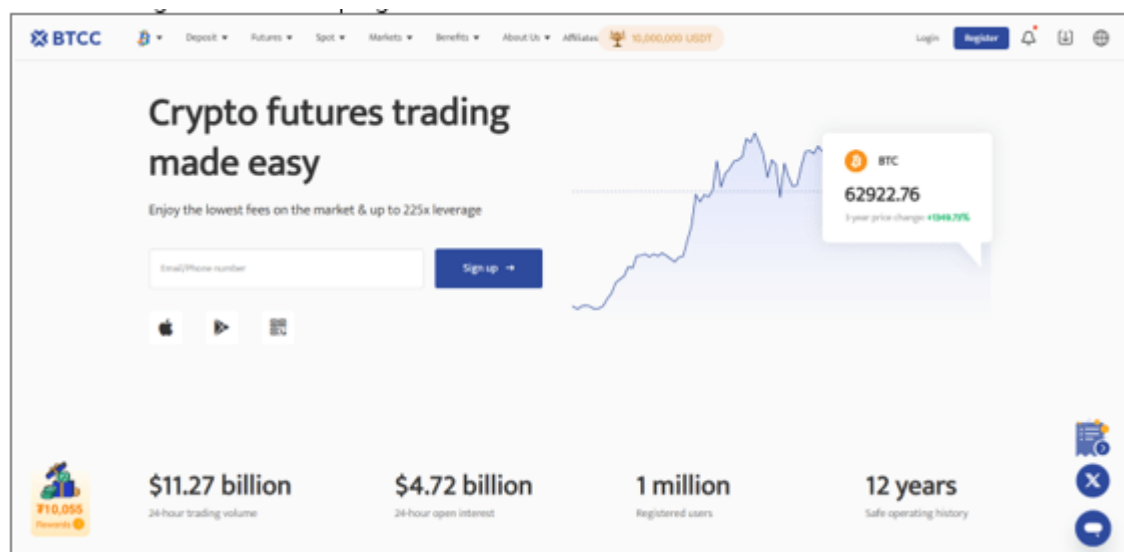 BTCC
Deposit Futures Spot Markets Benefits About Us Affiliates 10,000,000 USDT Login Register
Crypto futures trading
made easy
Enjoy the lowest fees on the market & up to 225x leverage
Email/Phone number
Sign up →
BTC
62922.76
$11.27 billion
24-hour trading volume
$4.72 billion
24-hour open interest
1 million
Registered users
12 years
Safe operating history
₮10,055
Rewards